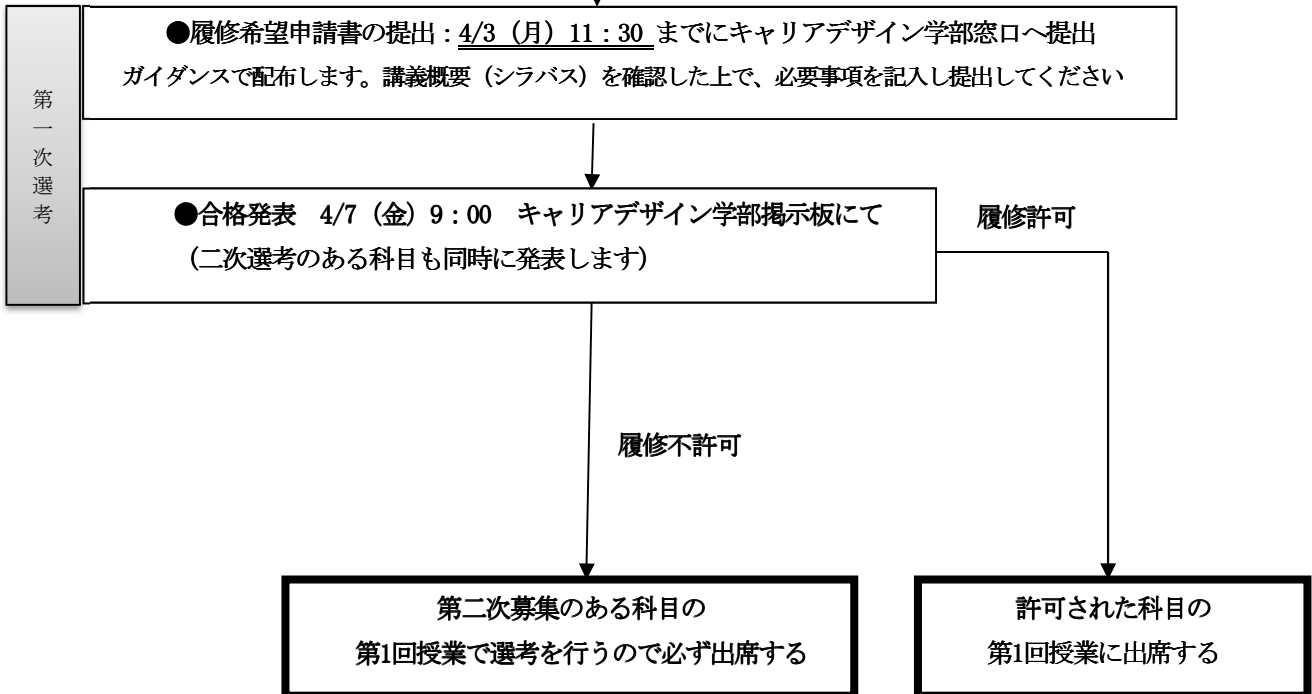 ●履修希望申請書の提出：4/3（月）11：30 までにキャリアデザイン学部窓口へ提出
ガイダンスで配布します。講義概要（シラバス）を確認した上で、必要事項を記入し提出してください
第一次選考
●合格発表　4/7（金）9：00　キャリアデザイン学部掲示板にて
（二次選考のある科目も同時に発表します）
履修許可
履修不許可
第二次募集のある科目の
第1回授業で選考を行うので必ず出席する
許可された科目の
第1回授業に出席する